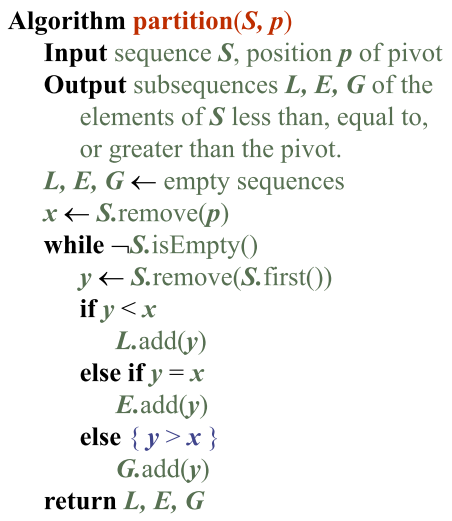 Algorithm partition(S, p)
Input sequence S, position p of pivot
Output subsequences L, E, G of the
elements of S less than, equal to,
or greater than the pivot.
L, E, G ← empty sequences
x ← S.remove(p)
while ¬S.isEmpty()
y ← S.remove(S.first())
if y < x
L.add(y)
else if y = x
E.add(y)
else { y > x }
G.add(y)
return L, E, G